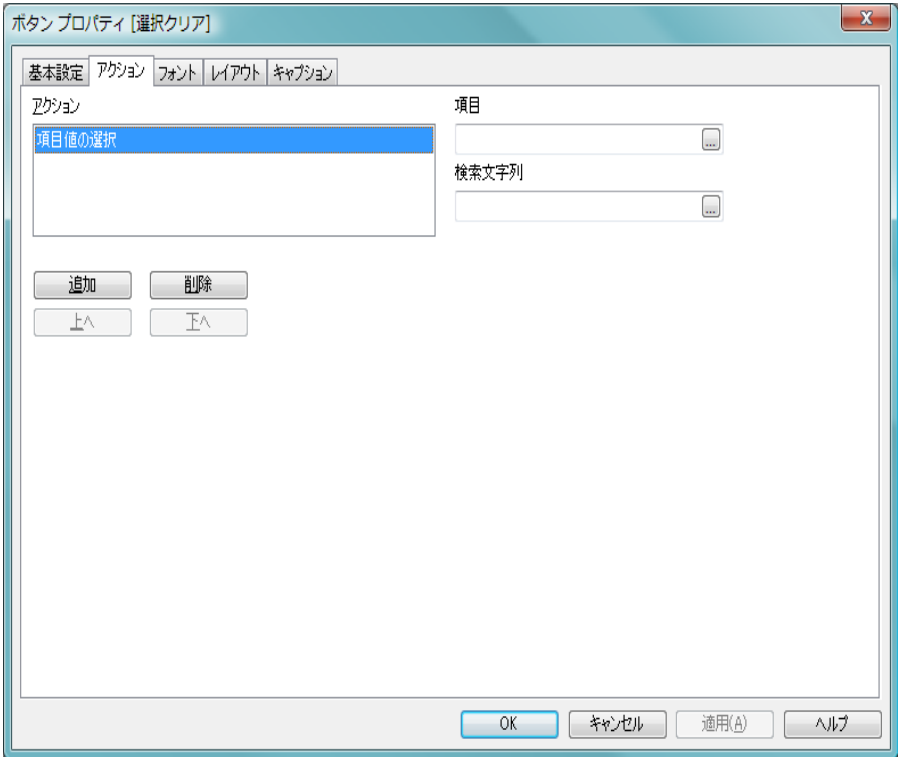 ボタン プロパティ [選択クリア]
基本設定 アクション フォント レイアウト キャプション
アクション
項目値の選択
項目
...
検索文字列
...
追加 削除
上へ 下へ
OK キャンセル 適用(A) ヘルプ